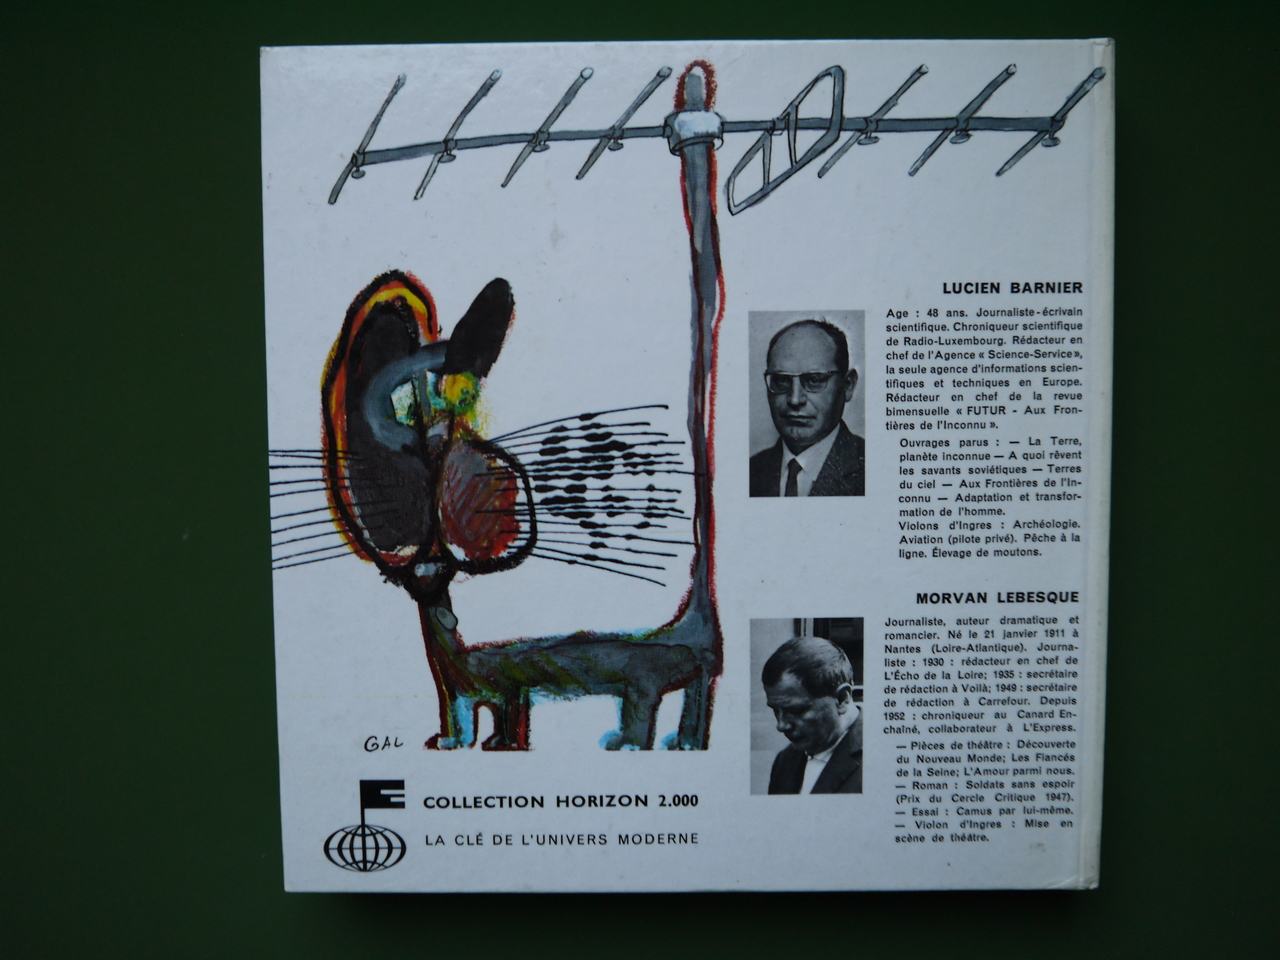 LUCIEN BARNIER
Age : 48 ans. Journaliste-écrivain
scientifique. Chroniqueur scientifique
de Radio-Luxembourg. Rédacteur en
chef de l'Agence « Science-Service »,
la seule agence d'informations scien-
tifiques et techniques en Europe.
Rédacteur en chef de la revue
bimensuelle « FUTUR - Aux Fron-
tières de l'Inconnu ».
Ouvrages parus : — La Terre,
planète inconnue — A quoi rêvent
les savants soviétiques — Terres
du ciel — Aux Frontières de l'In-
connu — Adaptation et transfor-
mation de l'homme.
Violons d'Ingres : Archéologie.
Aviation (pilote privé). Pêche à la
ligne. Élevage de moutons.
MORVAN LEBESQUE
Journaliste, auteur dramatique et
romancier. Né le 21 janvier 1911 à
Nantes (Loire-Atlantique). Journa-
liste : 1930 : rédacteur en chef de
L'Écho de la Loire; 1935 : secrétaire
de rédaction à Voilà; 1949 : secrétaire
de rédaction à Carrefour. Depuis
1952 : chroniqueur au Canard En-
chaîné, collaborateur à L'Express.
— Pièces de théâtre : Découverte
du Nouveau Monde; Les Fiancés
de la Seine; L'Amour parmi nous.
— Roman : Soldats sans espoir
(Prix du Cercle Critique 1947).
— Essai : Camus par lui-même.
— Violon d'Ingres : Mise en
scène de théâtre.
GAL
COLLECTION HORIZON 2.000
LA CLÉ DE L'UNIVERS MODERNE